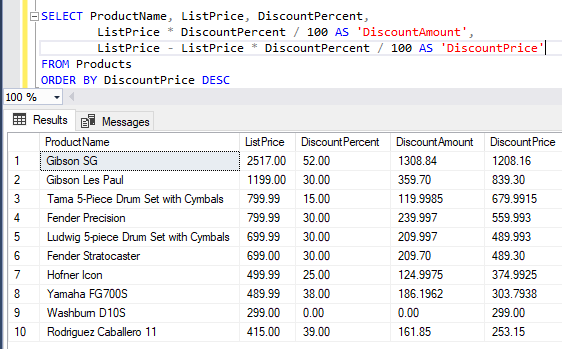 SELECT ProductName, ListPrice, DiscountPercent,
ListPrice * DiscountPercent / 100 AS 'DiscountAmount',
ListPrice - ListPrice * DiscountPercent / 100 AS 'DiscountPrice'
FROM Products
ORDER BY DiscountPrice DESC
100 %
Results Messages
ProductName ListPrice DiscountPercent DiscountAmount DiscountPrice
1 Gibson SG 2517.00 52.00 1308.84 1208.16
2 Gibson Les Paul 1199.00 30.00 359.70 839.30
3 Tama 5-Piece Drum Set with Cymbals 799.99 15.00 119.9985 679.9915
4 Fender Precision 799.99 30.00 239.997 559.993
5 Ludwig 5-piece Drum Set with Cymbals 699.99 30.00 209.997 489.993
6 Fender Stratocaster 699.00 30.00 209.70 489.30
7 Hofner Icon 499.99 25.00 124.9975 374.9925
8 Yamaha FG700S 489.99 38.00 186.1962 303.7938
9 Washburn D10S 299.00 0.00 0.00 299.00
10 Rodriguez Caballero 11 415.00 39.00 161.85 253.15